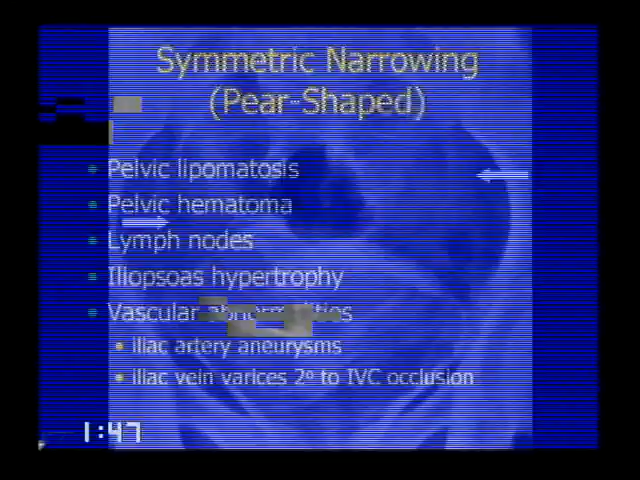 Symmetric Narrowing
(Pear-Shaped)
Pelvic lipomatosis
Pelvic hematoma
Lymph nodes
Iliopsoas hypertrophy
Vascular abnormalities
iliac artery aneurysms
iliac vein varices 2º to IVC occlusion
1:47